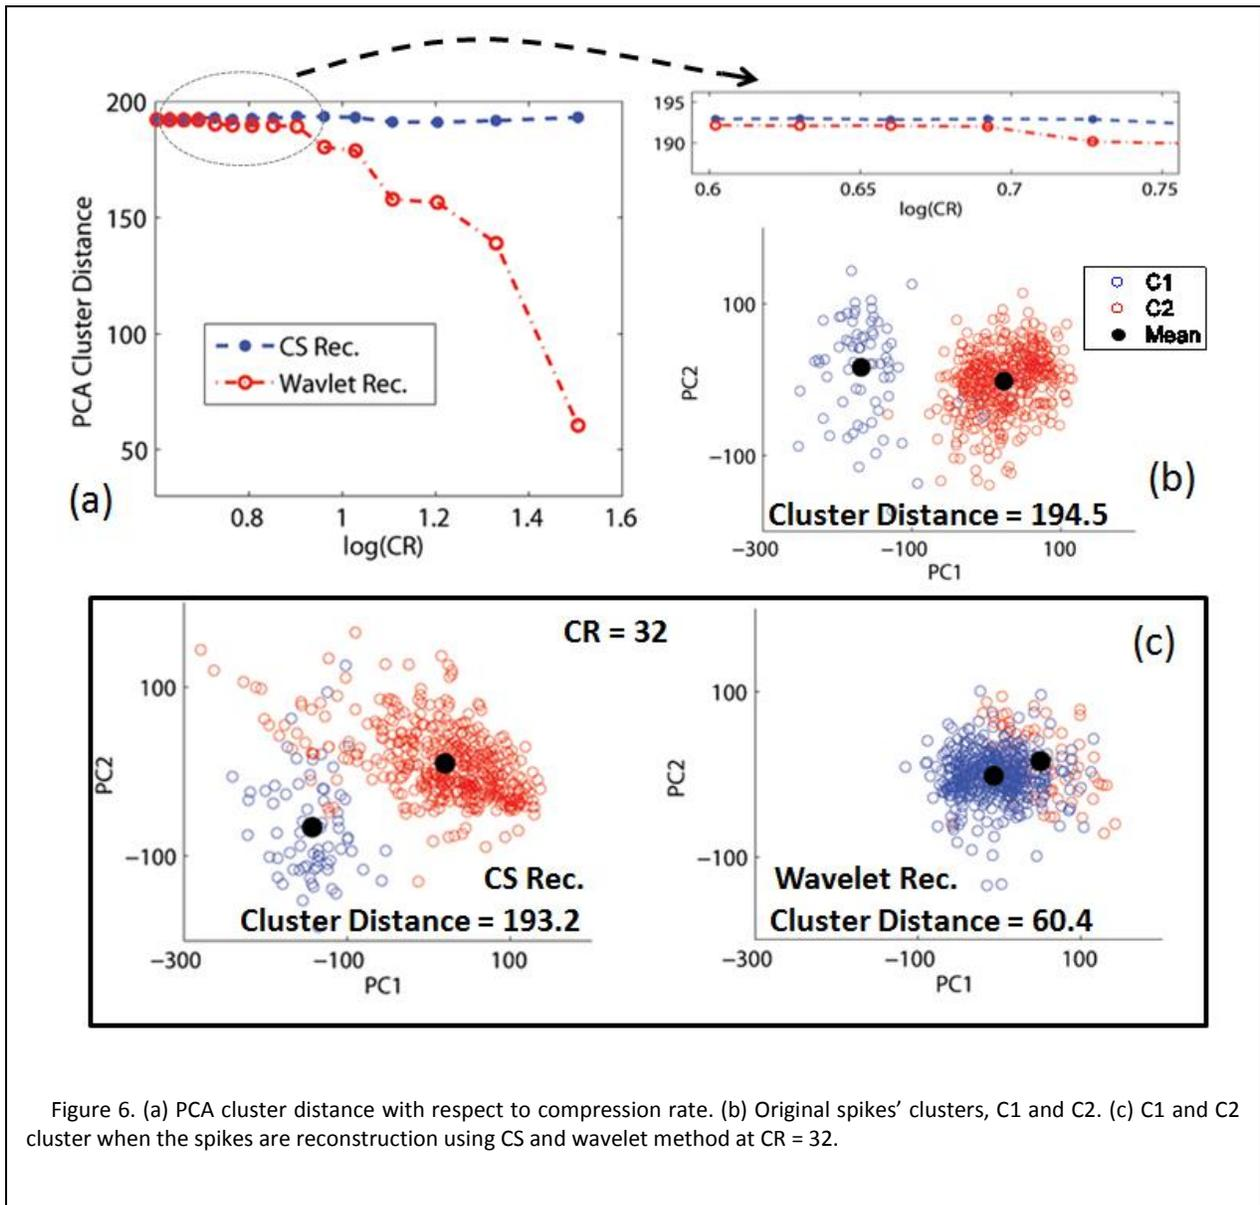 200
150
100
50
PCA Cluster Distance
CS Rec.
Wavlet Rec.
(a)
0.8 1 1.2 1.4 1.6
log(CR)
195
190
0.6 0.65 0.7 0.75
log(CR)
C1
C2
Mean
100
PC2
−100
(b)
Cluster Distance = 194.5
−300 −100 100
PC1
CR = 32
(c)
100
PC2
−100
CS Rec.
Cluster Distance = 193.2
−300 −100 100
PC1
100
PC2
−100
Wavelet Rec.
Cluster Distance = 60.4
−300 −100 100
PC1
Figure 6. (a) PCA cluster distance with respect to compression rate. (b) Original spikes’ clusters, C1 and C2. (c) C1 and C2
cluster when the spikes are reconstruction using CS and wavelet method at CR = 32.